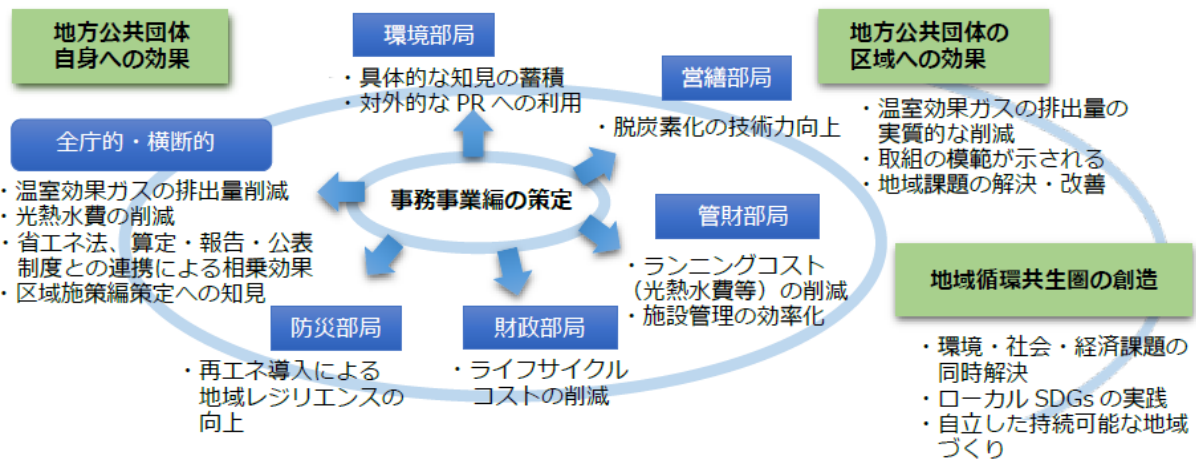 地方公共団体
自身への効果
環境部局
・具体的な知見の蓄積
・対外的な PR への利用
営繕部局
・脱炭素化の技術力向上
地方公共団体の
区域への効果
・温室効果ガスの排出量の
実質的な削減
・取組の模範が示される
・地域課題の解決・改善
全庁的・横断的
・温室効果ガスの排出量削減
・光熱水費の削減
・省エネ法、算定・報告・公表
制度との連携による相乗効果
・区域施策編策定への知見
事務事業編の策定
管財部局
・ランニングコスト
（光熱水費等）の削減
・施設管理の効率化
防災部局
・再エネ導入による
地域レジリエンスの
向上
財政部局
・ライフサイクル
コストの削減
地域循環共生圏の創造
・環境・社会・経済課題の
同時解決
・ローカル SDGs の実践
・自立した持続可能な地域
づくり